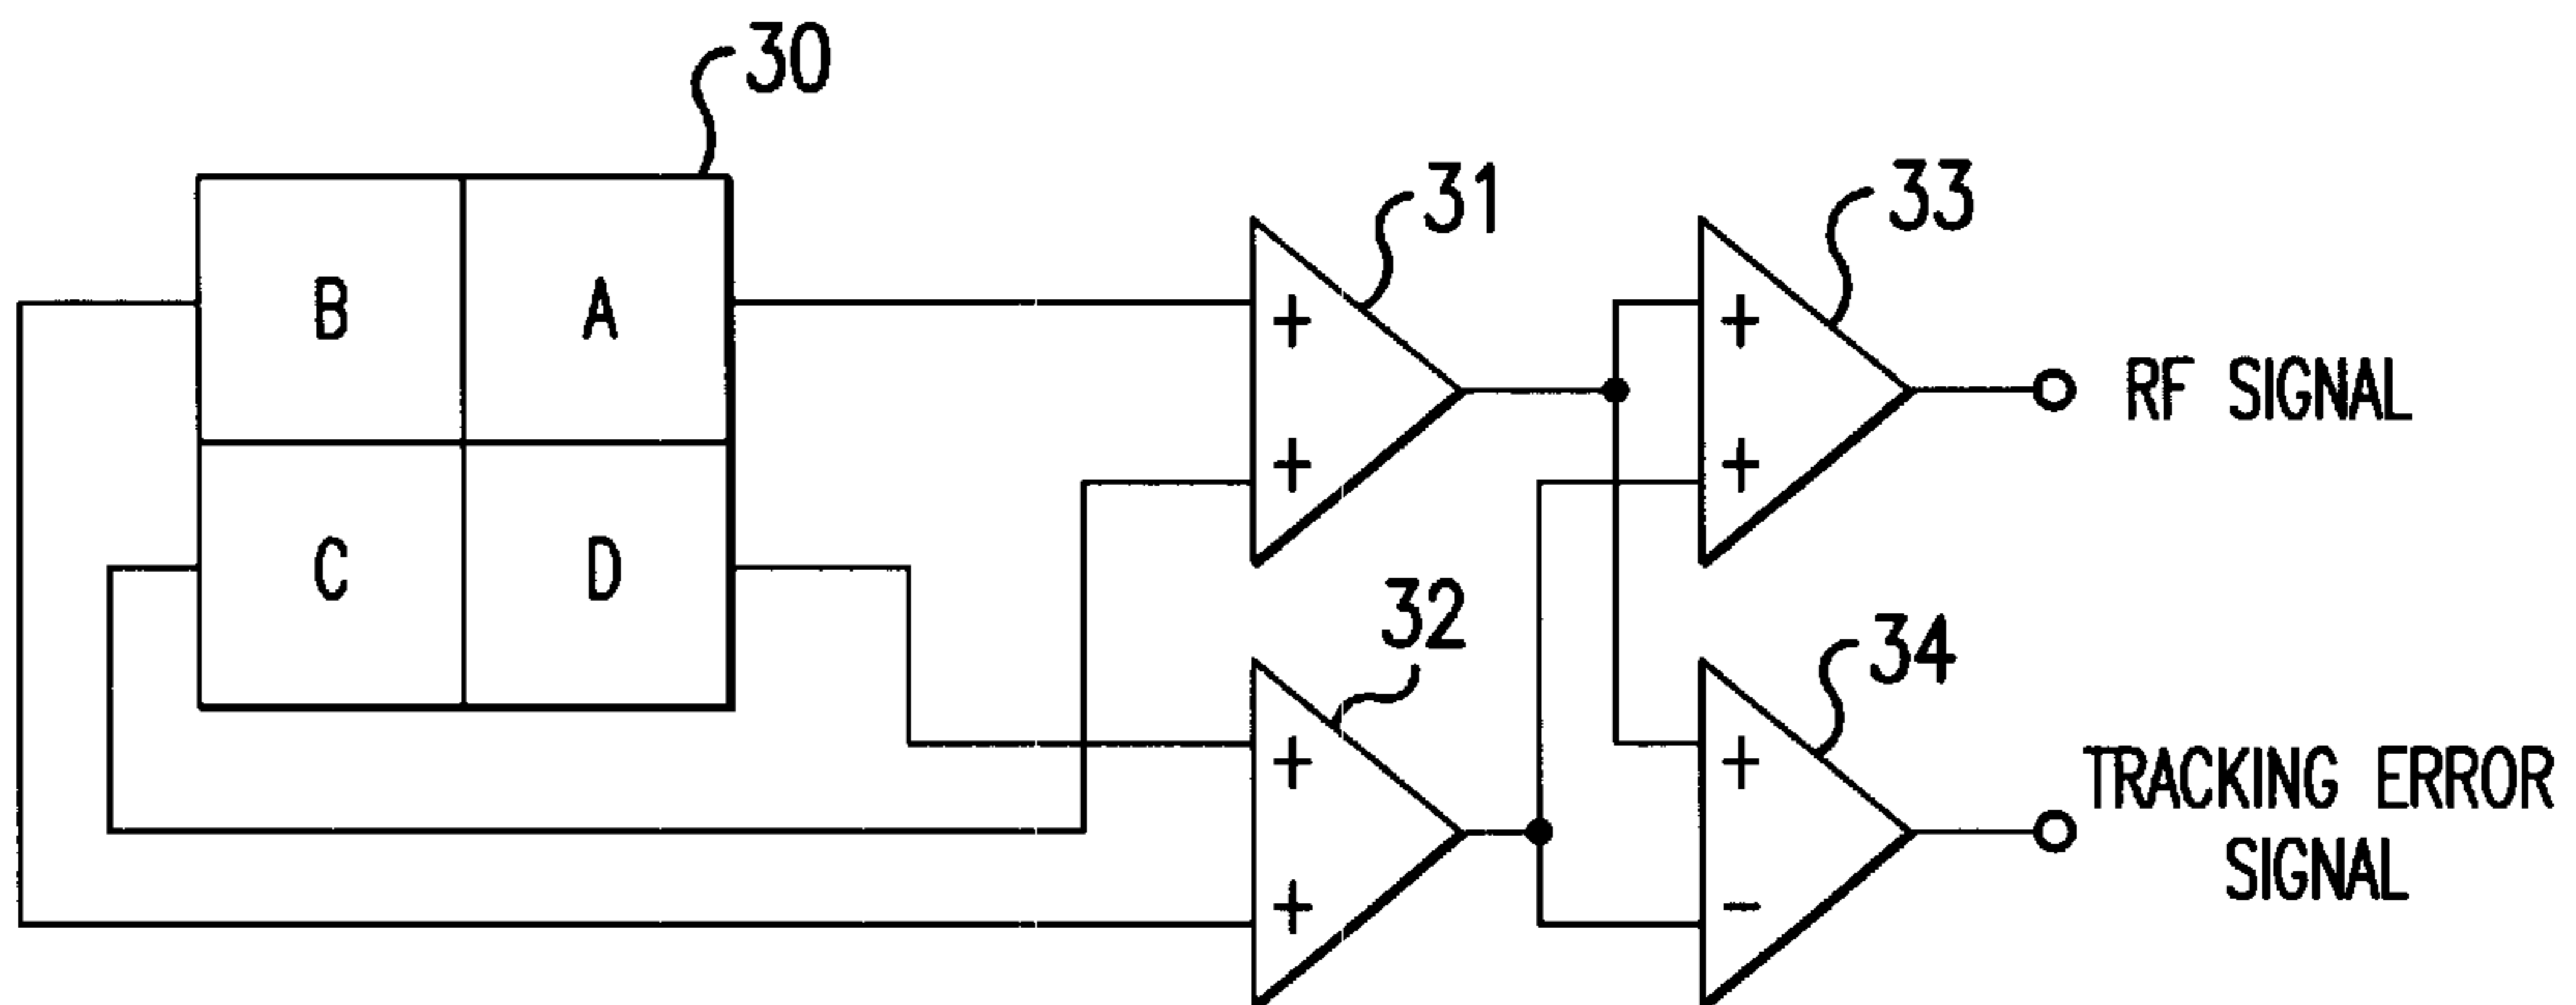 30
31
33
B A
+
+
+
+
RF SIGNAL
C D
32
34
+
+
+
-
TRACKING ERROR
SIGNAL